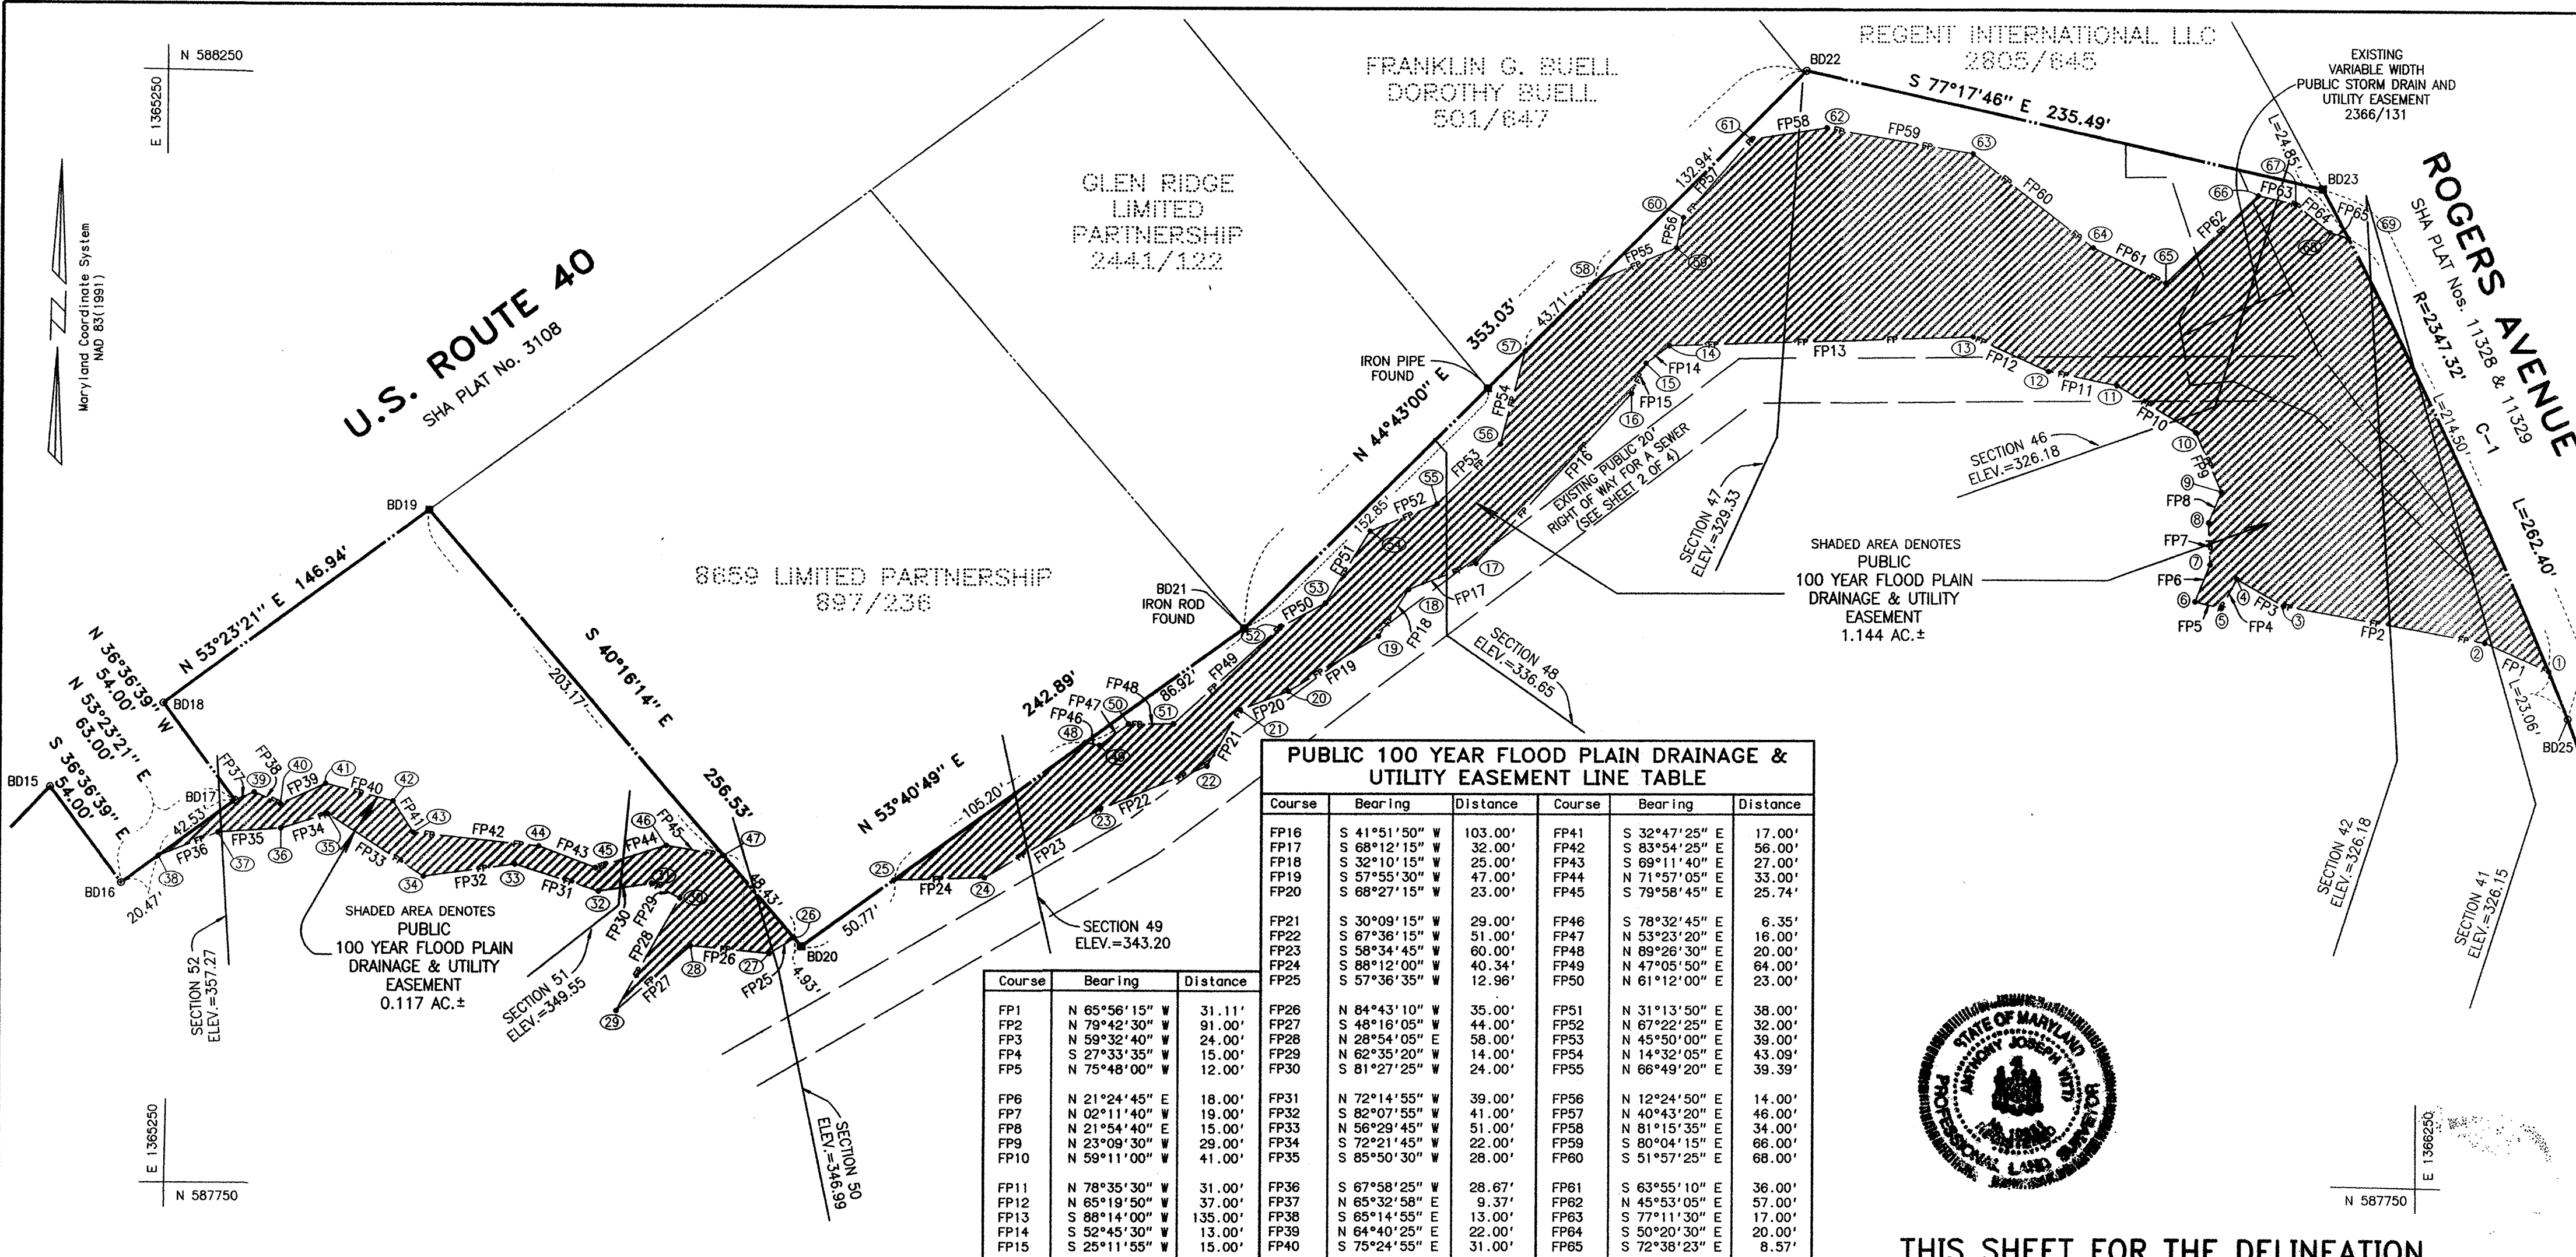 N 588250
E 1365250
Maryland Coordinate System
NAD 83(1991)
U.S. ROUTE 40
SHA PLAT No. 3108
GLEN RIDGE
LIMITED
PARTNERSHIP
2441/122
FRANKLIN G. BUELL
DOROTHY BUELL
501/647
REGENT INTERNATIONAL LLC
2805/645
EXISTING
VARIABLE WIDTH
PUBLIC STORM DRAIN AND
UTILITY EASEMENT
2366/131
ROGERS AVENUE
SHA PLAT Nos. 11328 & 11329
R=2347.32' C-1
L=24.85'
L=214.50'
L=262.40'
L=23.06'
BD22
S 77°17'46" E 235.49'
BD23
BD25
132.94'
43.71'
353.03'
N 44°43'00" E
152.85'
IRON PIPE
FOUND
BD21
IRON ROD
FOUND
8659 LIMITED PARTNERSHIP
897/236
BD19
N 53°23'21" E 146.94'
BD18
N 36°36'39" W
54.00'
N 53°23'21" E
63.00'
S 36°36'39" E
54.00'
BD15
BD16
BD17
42.53'
20.47'
203.17'
S 40°16'14" E
256.53'
48.43'
BD20
4.93'
50.77'
N 53°40'49" E
105.20'
242.89'
86.92'
EXISTING PUBLIC 20'
RIGHT OF WAY FOR A SEWER
(SEE SHEET 2 OF 4)
SECTION 46
ELEV.=326.18
SECTION 47
ELEV.=329.33
SECTION 48
ELEV.=336.65
SECTION 49
ELEV.=343.20
SECTION 50
ELEV.=346.99
SECTION 51
ELEV.=349.55
SECTION 52
ELEV.=357.27
SECTION 42
ELEV.=326.18
SECTION 41
ELEV.=326.15
SHADED AREA DENOTES
PUBLIC
100 YEAR FLOOD PLAIN
DRAINAGE & UTILITY
EASEMENT
1.144 AC.±
SHADED AREA DENOTES
PUBLIC
100 YEAR FLOOD PLAIN
DRAINAGE & UTILITY
EASEMENT
0.117 AC.±
PUBLIC 100 YEAR FLOOD PLAIN DRAINAGE &
UTILITY EASEMENT LINE TABLE
Course Bearing Distance Course Bearing Distance
FP16 S 41°51'50" W 103.00' FP41 S 32°47'25" E 17.00'
FP17 S 68°12'15" W 32.00' FP42 S 83°54'25" E 56.00'
FP18 S 32°10'15" W 25.00' FP43 S 69°11'40" E 27.00'
FP19 S 57°55'30" W 47.00' FP44 N 71°57'05" E 33.00'
FP20 S 68°27'15" W 23.00' FP45 S 79°58'45" E 25.74'
FP21 S 30°09'15" W 29.00' FP46 S 78°32'45" E 6.35'
FP22 S 67°36'15" W 51.00' FP47 N 53°23'20" E 16.00'
FP23 S 58°34'45" W 60.00' FP48 N 89°26'30" E 20.00'
FP24 S 88°12'00" W 40.34' FP49 N 47°05'50" E 64.00'
FP25 S 57°36'35" W 12.96' FP50 N 61°12'00" E 23.00'
Course Bearing Distance
FP1 N 65°56'15" W 31.11' FP26 N 84°43'10" W 35.00' FP51 N 31°13'50" E 38.00'
FP2 N 79°42'30" W 91.00' FP27 S 48°16'05" W 44.00' FP52 N 67°22'25" E 32.00'
FP3 N 59°32'40" W 24.00' FP28 N 28°54'05" E 58.00' FP53 N 45°50'00" E 39.00'
FP4 S 27°33'35" W 15.00' FP29 N 62°35'20" W 14.00' FP54 N 14°32'05" E 43.09'
FP5 N 75°48'00" W 12.00' FP30 S 81°27'25" W 24.00' FP55 N 66°49'20" E 39.39'
FP6 N 21°24'45" E 18.00' FP31 N 72°14'55" W 39.00' FP56 N 12°24'50" E 14.00'
FP7 N 02°11'40" W 19.00' FP32 S 82°07'55" W 41.00' FP57 N 40°43'20" E 46.00'
FP8 N 21°54'40" E 15.00' FP33 N 56°29'45" W 51.00' FP58 N 81°15'35" E 34.00'
FP9 N 23°09'30" W 29.00' FP34 S 72°21'45" W 22.00' FP59 S 80°04'15" E 66.00'
FP10 N 59°11'00" W 41.00' FP35 S 85°50'30" W 28.00' FP60 S 51°57'25" E 68.00'
FP11 N 78°35'30" W 31.00' FP36 S 67°58'25" W 28.67' FP61 S 63°55'10" E 36.00'
FP12 N 65°19'50" W 37.00' FP37 N 65°32'58" E 9.37' FP62 N 45°53'05" E 57.00'
FP13 S 88°14'00" W 135.00' FP38 S 65°14'55" E 13.00' FP63 S 77°11'30" E 17.00'
FP14 S 52°45'30" W 13.00' FP39 N 64°40'25" E 22.00' FP64 S 50°20'30" E 20.00'
FP15 S 25°11'55" W 15.00' FP40 S 75°24'55" E 31.00' FP65 S 72°38'23" E 8.57'
E 1365250
N 587750
STATE OF MARYLAND
ANTHONY JOSEPH VITTI
PROFESSIONAL LAND SURVEYOR
E 1366250
N 587750
THIS SHEET FOR THE DELINEATION